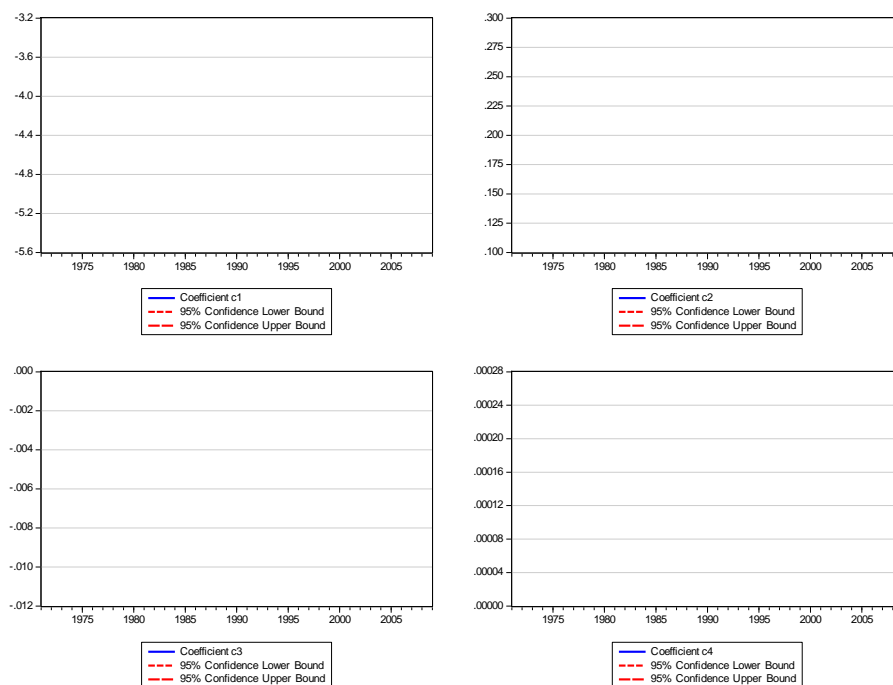 -3.2
-3.6
-4.0
-4.4
-4.8
-5.2
-5.6
1975 1980 1985 1990 1995 2000 2005
Coefficient c1
95% Confidence Lower Bound
95% Confidence Upper Bound
.300
.275
.250
.225
.200
.175
.150
.125
.100
1975 1980 1985 1990 1995 2000 2005
Coefficient c2
95% Confidence Lower Bound
95% Confidence Upper Bound
.000
-.002
-.004
-.006
-.008
-.010
-.012
1975 1980 1985 1990 1995 2000 2005
Coefficient c3
95% Confidence Lower Bound
95% Confidence Upper Bound
.00028
.00024
.00020
.00016
.00012
.00008
.00004
.00000
1975 1980 1985 1990 1995 2000 2005
Coefficient c4
95% Confidence Lower Bound
95% Confidence Upper Bound